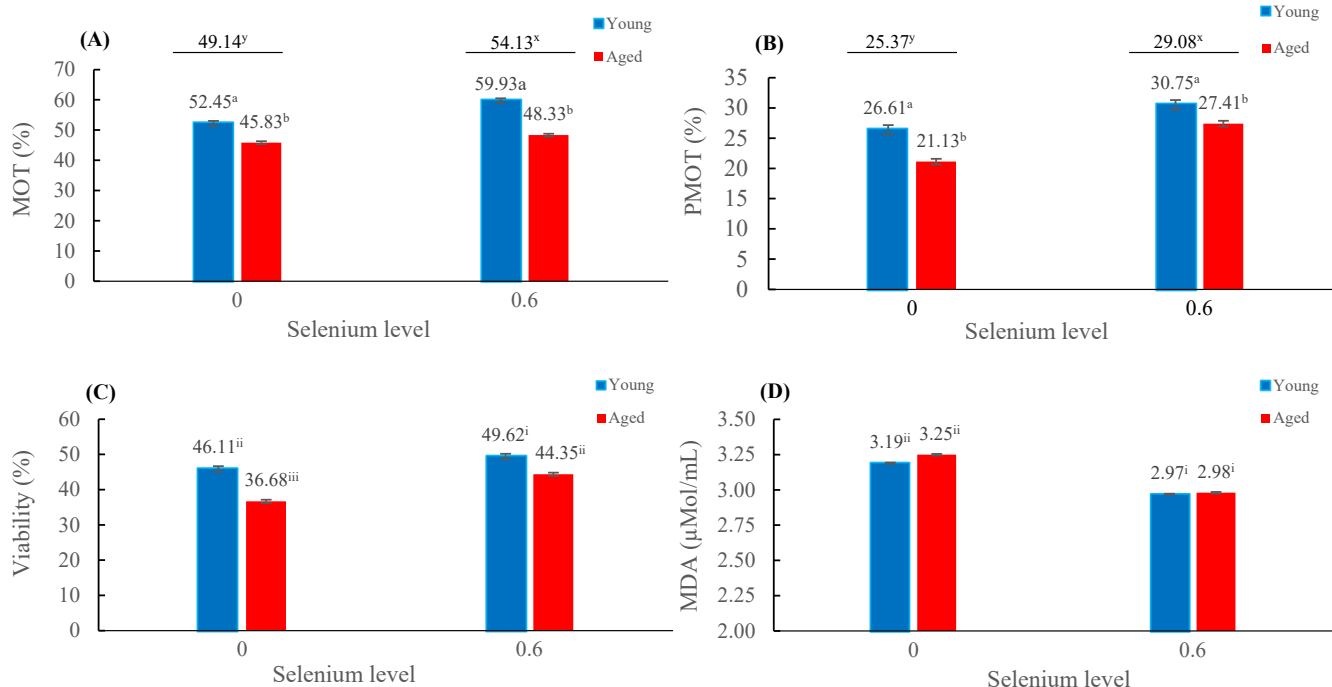 (A)
Young
Aged
49.14ʸ
54.13ˣ
MOT (%)
70
60
50
40
30
20
10
0
52.45ᵃ
45.83ᵇ
59.93a
48.33ᵇ
0
0.6
Selenium level
(B)
Young
Aged
25.37ʸ
29.08ˣ
PMOT (%)
35
30
25
20
15
10
5
0
26.61ᵃ
21.13ᵇ
30.75ᵃ
27.41ᵇ
0
0.6
Selenium level
(C)
Young
Aged
Viability (%)
60
50
40
30
20
10
0
46.11ⁱⁱ
36.68ⁱⁱⁱ
49.62ⁱ
44.35ⁱⁱ
0
0.6
Selenium level
(D)
Young
Aged
MDA (µMol/mL)
3.50
3.25
3.00
2.75
2.50
2.25
2.00
3.19ⁱⁱ
3.25ⁱⁱ
2.97ⁱ
2.98ⁱ
0
0.6
Selenium level